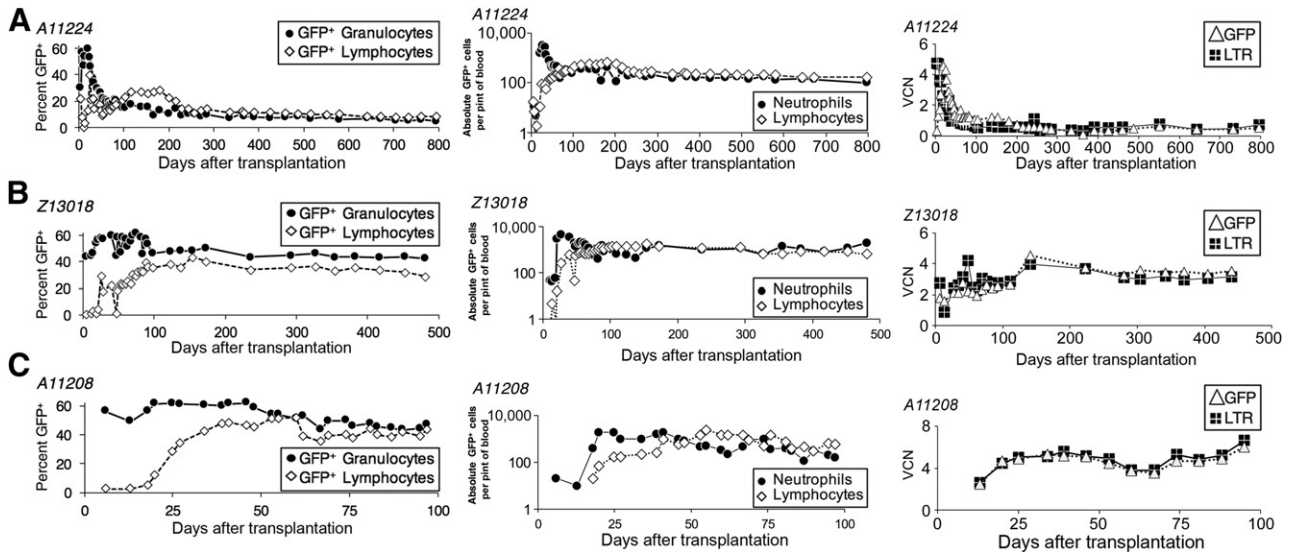 A
A11224
Percent GFP⁺
60
40
20
0
0 100 200 300 400 500 600 700 800
Days after transplantation
GFP⁺ Granulocytes
GFP⁺ Lymphocytes
A11224
Absolute GFP⁺ cells
per pint of blood
10,000
100
1
0 100 200 300 400 500 600 700 800
Days after transplantation
Neutrophils
Lymphocytes
A11224
VCN
6
4
2
0
0 100 200 300 400 500 600 700 800
Days after transplantation
GFP
LTR
B
Z13018
Percent GFP⁺
60
40
20
0
0 100 200 300 400 500
Days after transplantation
GFP⁺ Granulocytes
GFP⁺ Lymphocytes
Z13018
Absolute GFP⁺ cells
per pint of blood
10,000
100
1
0 100 200 300 400 500
Days after transplantation
Neutrophils
Lymphocytes
Z13018
VCN
6
4
2
0
0 100 200 300 400 500
Days after transplantation
GFP
LTR
C
A11208
Percent GFP⁺
60
40
20
0
0 25 50 75 100
Days after transplantation
GFP⁺ Granulocytes
GFP⁺ Lymphocytes
A11208
Absolute GFP⁺ cells
per pint of blood
10,000
100
1
0 25 50 75 100
Days after transplantation
Neutrophils
Lymphocytes
A11208
VCN
8
4
0
0 25 50 75 100
Days after transplantation
GFP
LTR